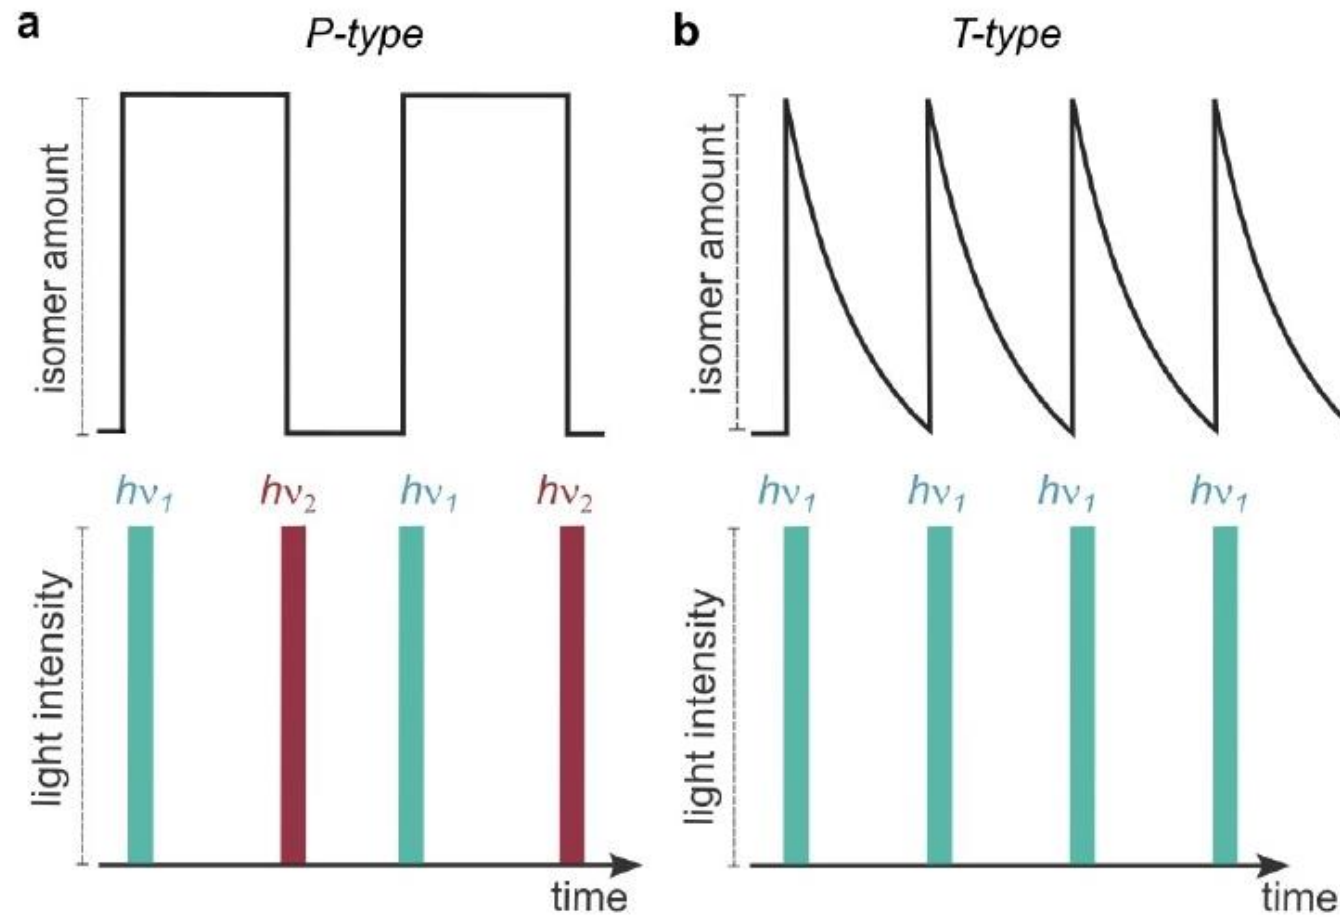 a
P-type
isomer amount
hν1
hν2
hν1
hν2
light intensity
time
b
T-type
isomer amount
hν1
hν1
hν1
hν1
light intensity
time